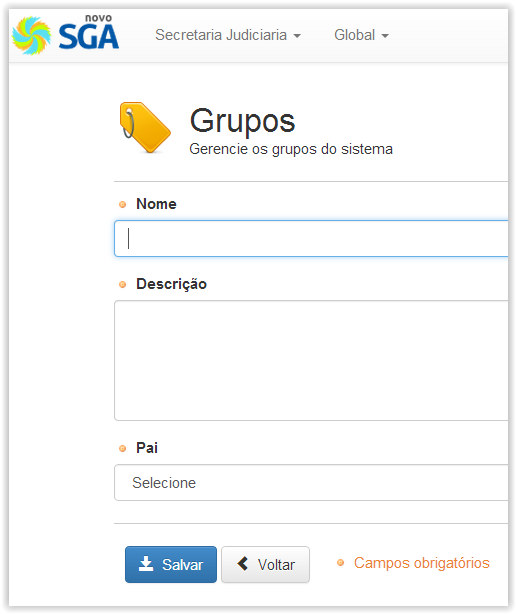 novo
SGA
Secretaria Judiciaria
Global
Grupos
Gerencie os grupos do sistema
Nome
Descrição
Pai
Selecione
Salvar
Voltar
Campos obrigatórios